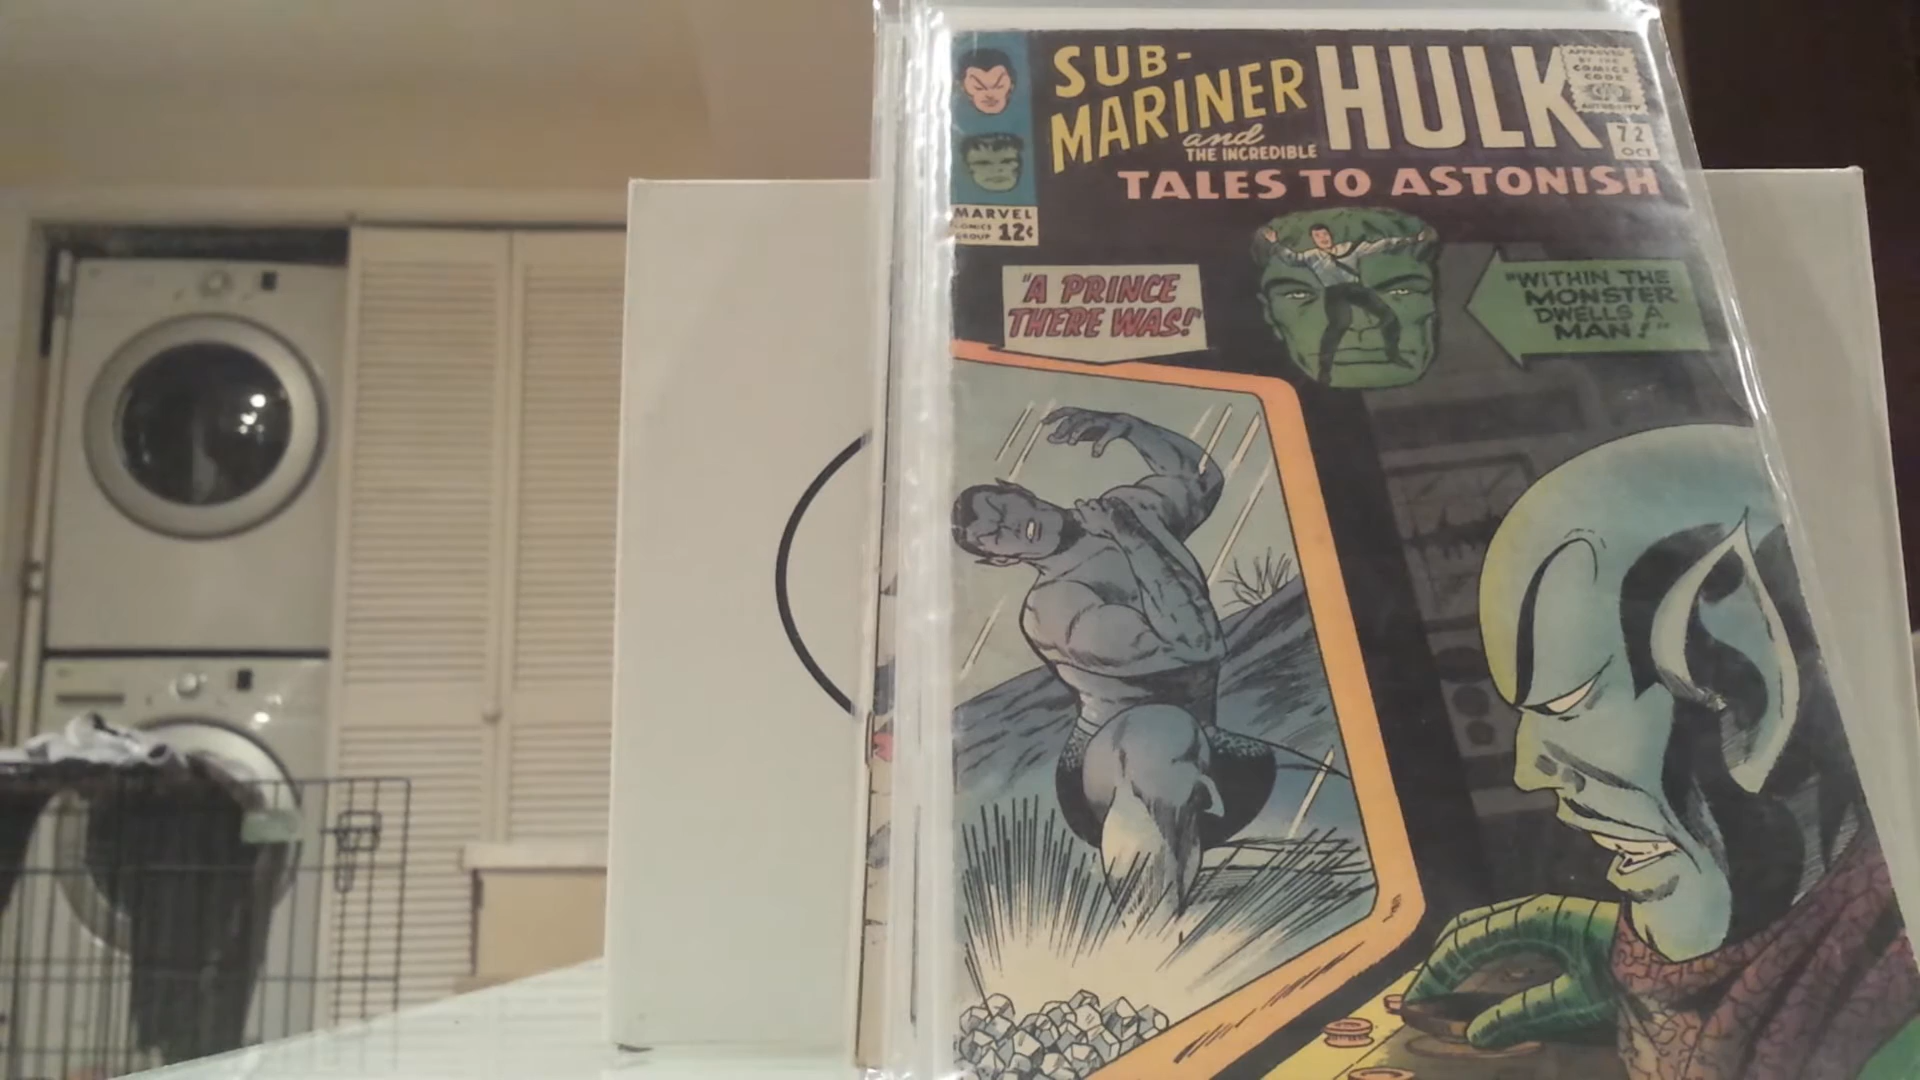 SUB-
MARINER
and
THE INCREDIBLE
HULK
APPROVED
BY THE
COMICS
CODE
AUTHORITY
72
OCT
TALES TO ASTONISH
MARVEL
COMICS
GROUP 12¢
"A PRINCE
THERE WAS!"
"WITHIN THE
MONSTER
DWELLS A
MAN!"